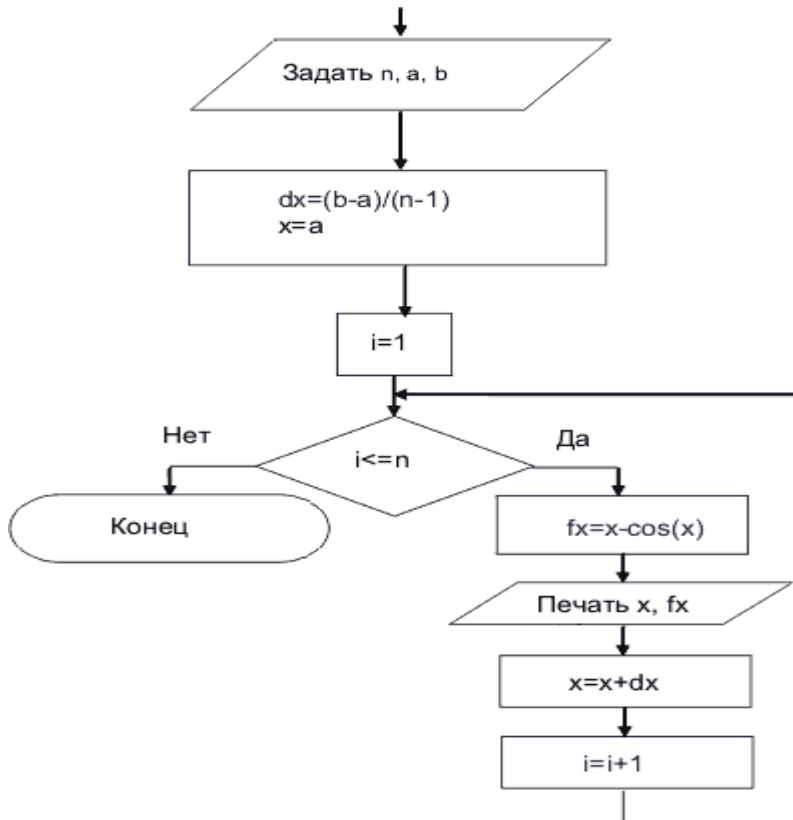 Задать n, a, b
dx=(b-a)/(n-1)
x=a
i=1
Нет
Да
i<=n
Конец
fx=x-cos(x)
Печать x, fx
x=x+dx
i=i+1